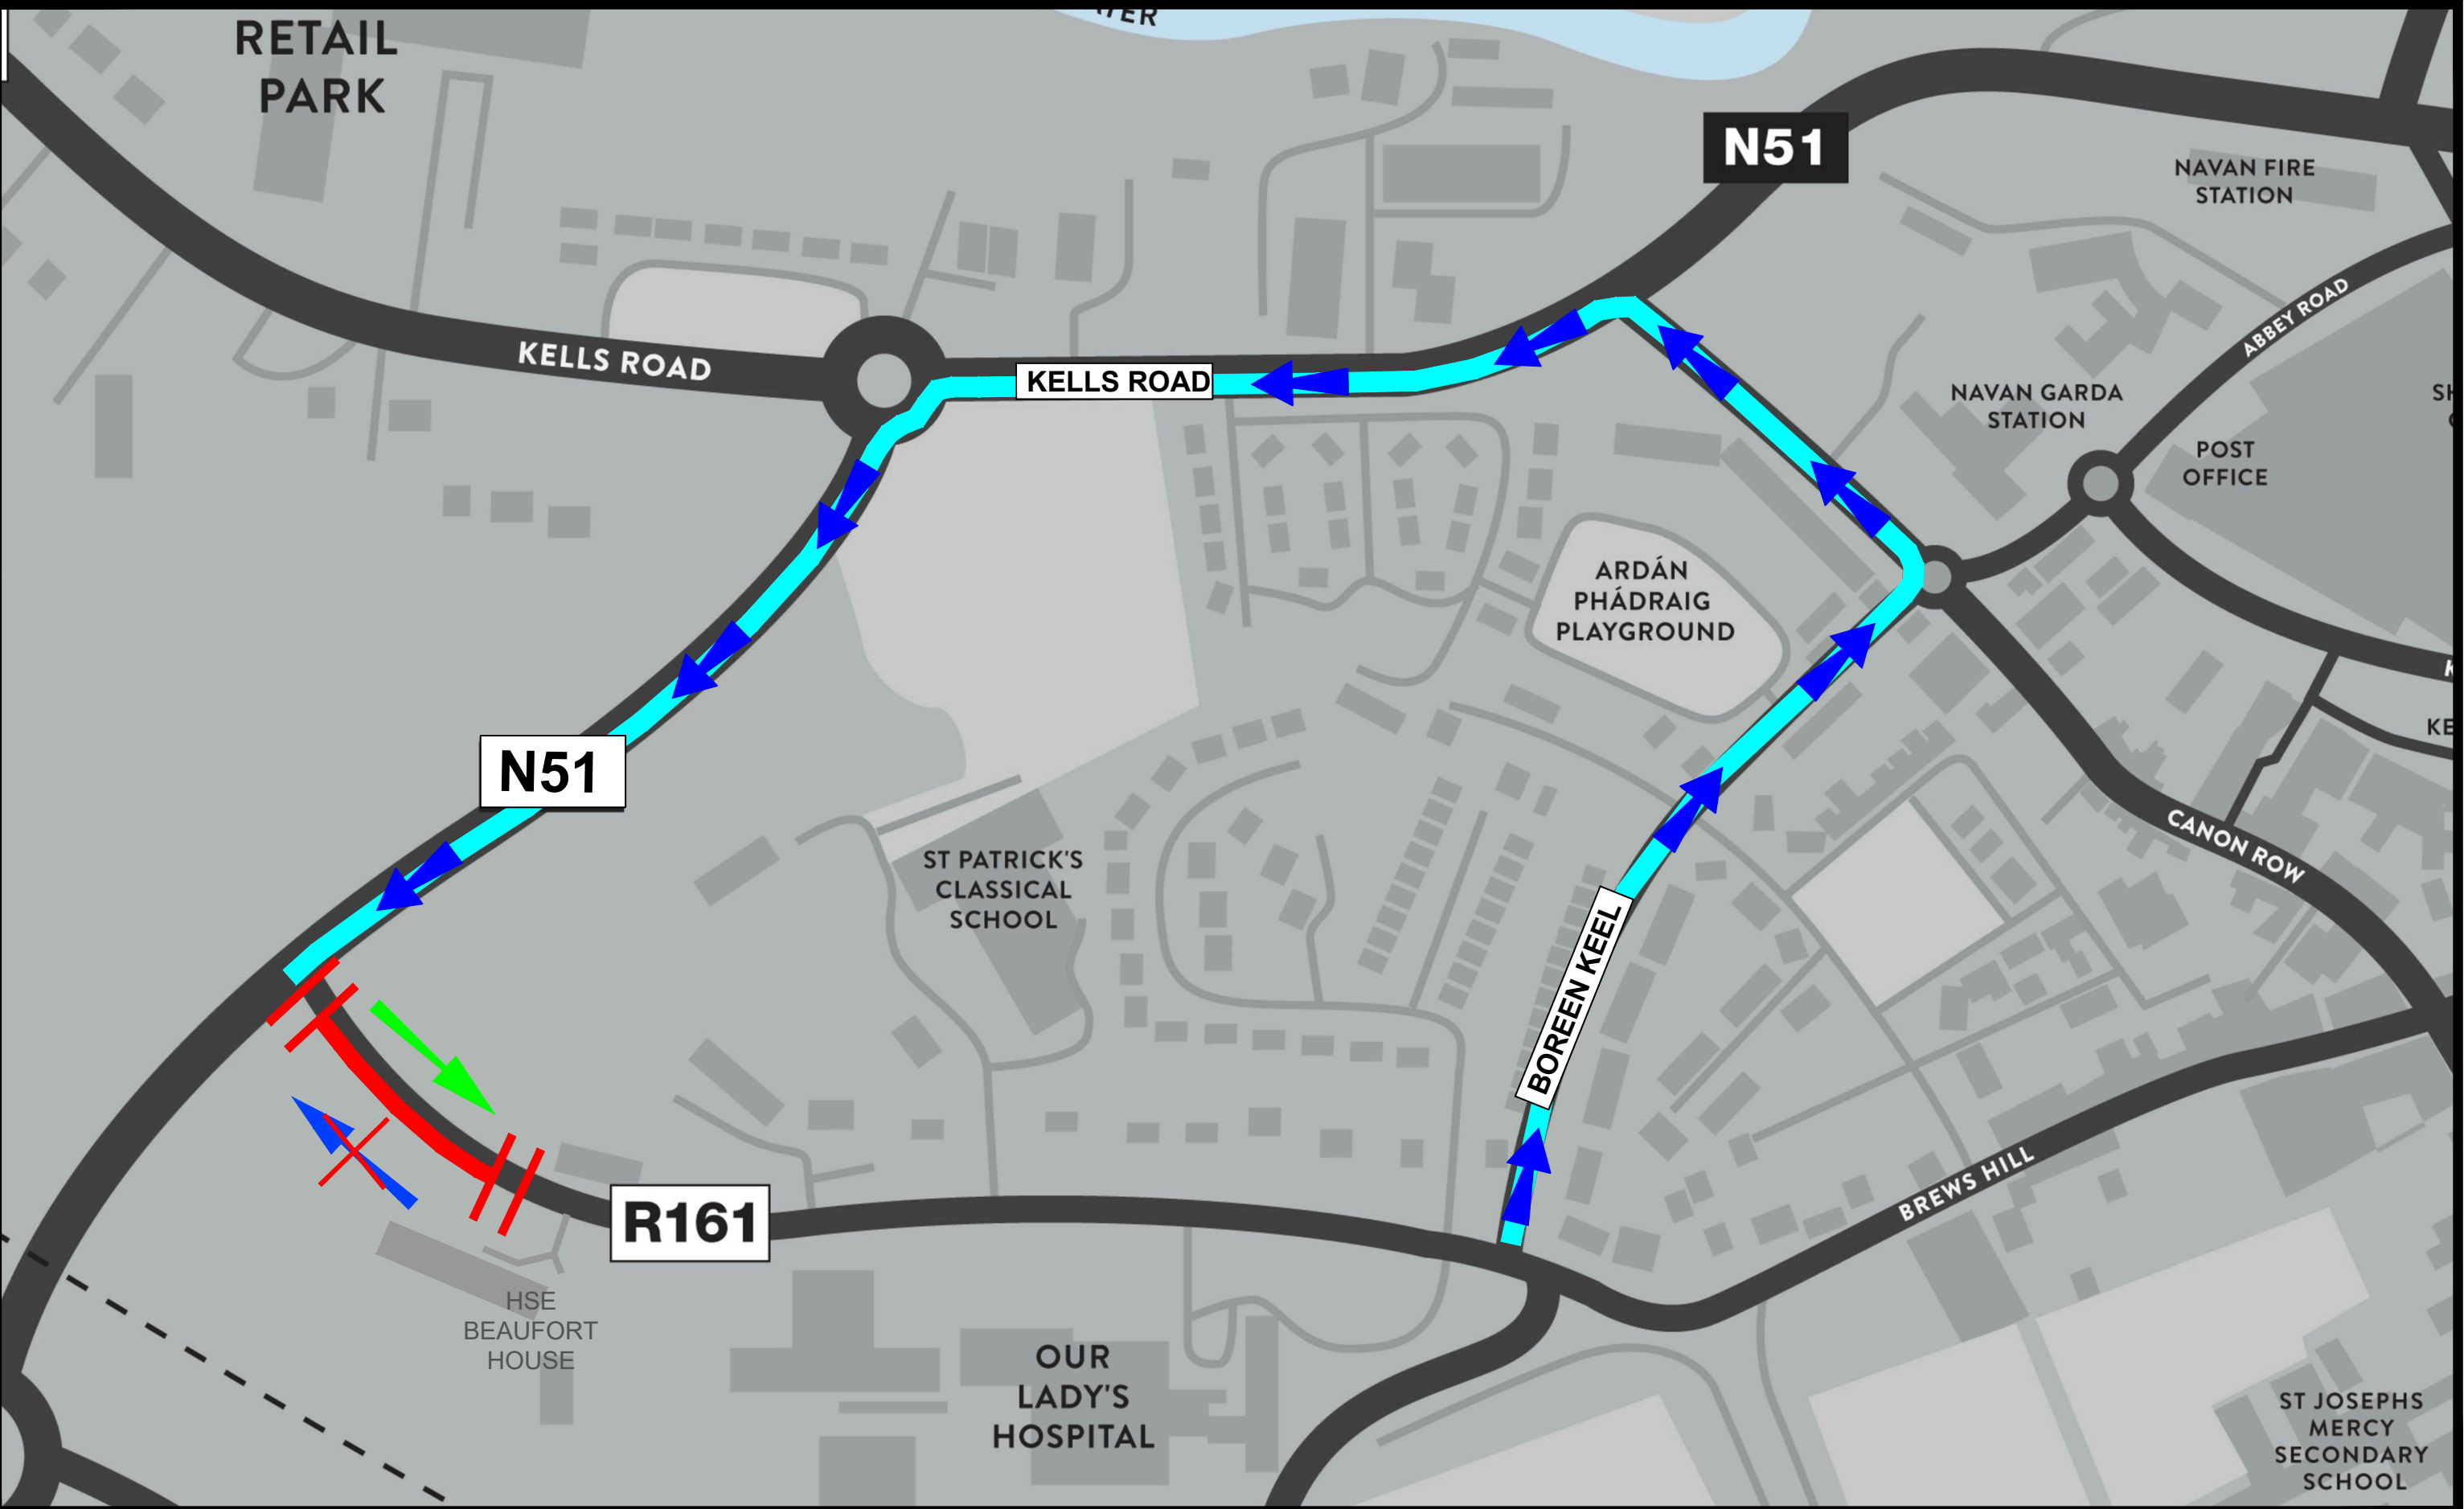 RETAIL
PARK
N51
NAVAN FIRE
STATION
ABBEY ROAD
KELLS ROAD
KELLS ROAD
NAVAN GARDA
STATION
POST
OFFICE
ARDÁN
PHÁDRAIG
PLAYGROUND
N51
CANON ROW
ST PATRICK'S
CLASSICAL
SCHOOL
BOREEN KEEL
BREWS HILL
R161
HSE
BEAUFORT
HOUSE
OUR
LADY'S
HOSPITAL
ST JOSEPHS
MERCY
SECONDARY
SCHOOL